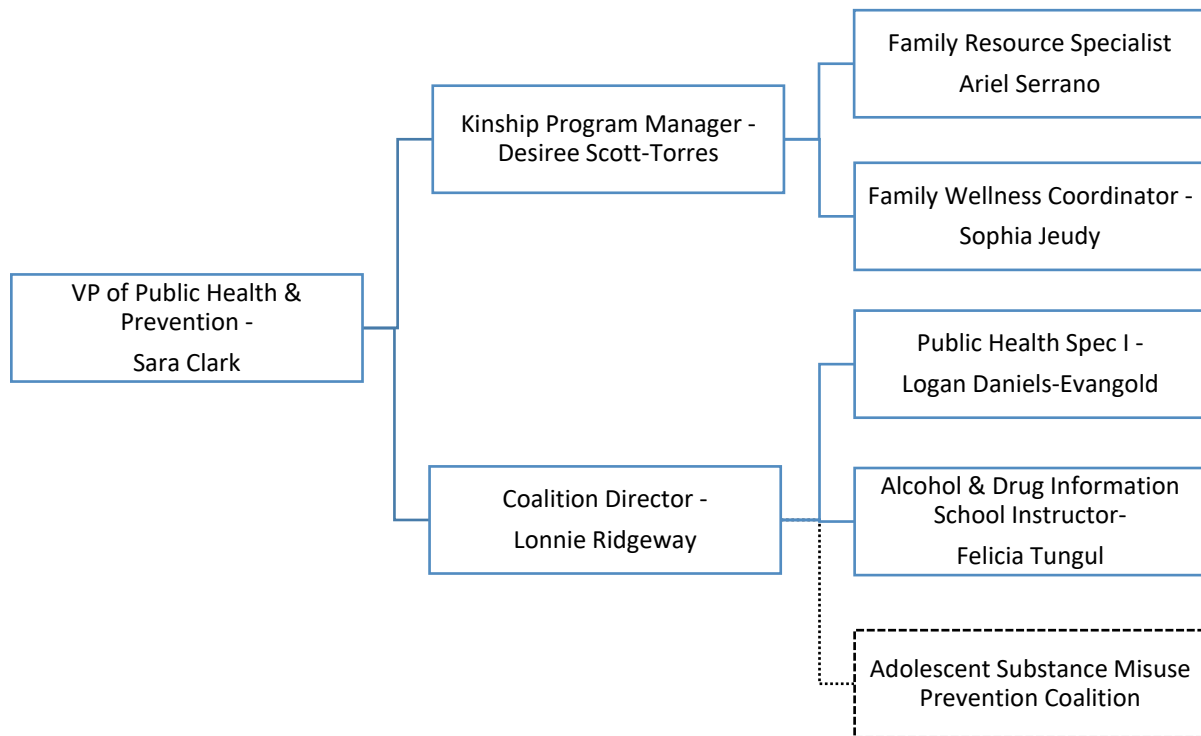 Family Resource Specialist
Ariel Serrano
Kinship Program Manager -
Desiree Scott-Torres
Family Wellness Coordinator -
Sophia Jeudy
VP of Public Health &
Prevention -
Sara Clark
Public Health Spec I -
Logan Daniels-Evangold
Coalition Director -
Lonnie Ridgeway
Alcohol & Drug Information
School Instructor-
Felicia Tungul
Adolescent Substance Misuse
Prevention Coalition